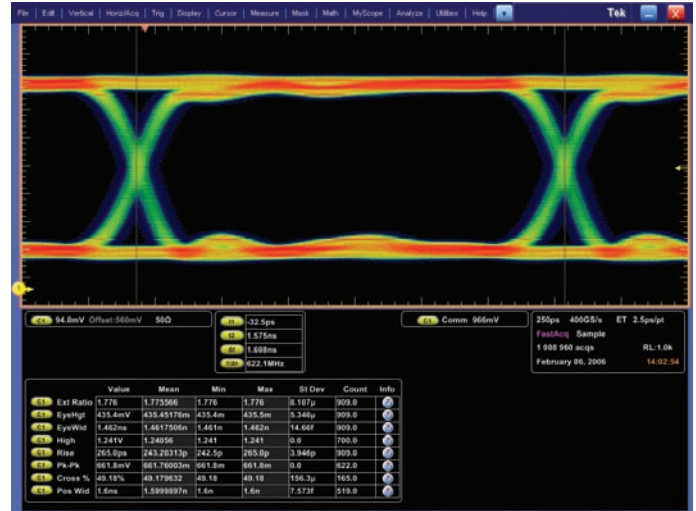 File Edit Vertical Horiz/Acq Trig Display Cursor Measure Mask Math MyScope Analyze Utilities Help Tek
1
C1 94.8mV Offset:560mV 50Ω
t1 -32.5ps
t2 1.575ns
Δt 1.608ns
1/Δt 622.1MHz
C1 Comm 966mV
250ps 400GS/s ET 2.5ps/pt
FastAcq Sample
1 008 960 acqs RL:1.0k
February 06, 2006 14:02:54
Value Mean Min Max St Dev Count Info
C1 Ext Ratio 1.776 1.775566 1.776 1.776 8.187µ 909.0
C1 EyeHgt 435.4mV 435.45176m 435.4m 435.5m 5.346µ 909.0
C1 EyeWid 1.462ns 1.4617506n 1.461n 1.462n 14.66f 909.0
C1 High 1.241V 1.24056 1.241 1.241 0.0 700.0
C1 Rise 265.0ps 243.20313p 242.5p 265.0p 3.946p 909.0
C1 Pk-Pk 661.8mV 661.76003m 661.8m 661.8m 0.0 622.0
C1 Cross % 49.18% 49.179632 49.18 49.18 156.3µ 165.0
C1 Pos Wid 1.6ns 1.5999897n 1.6n 1.6n 7.573f 519.0